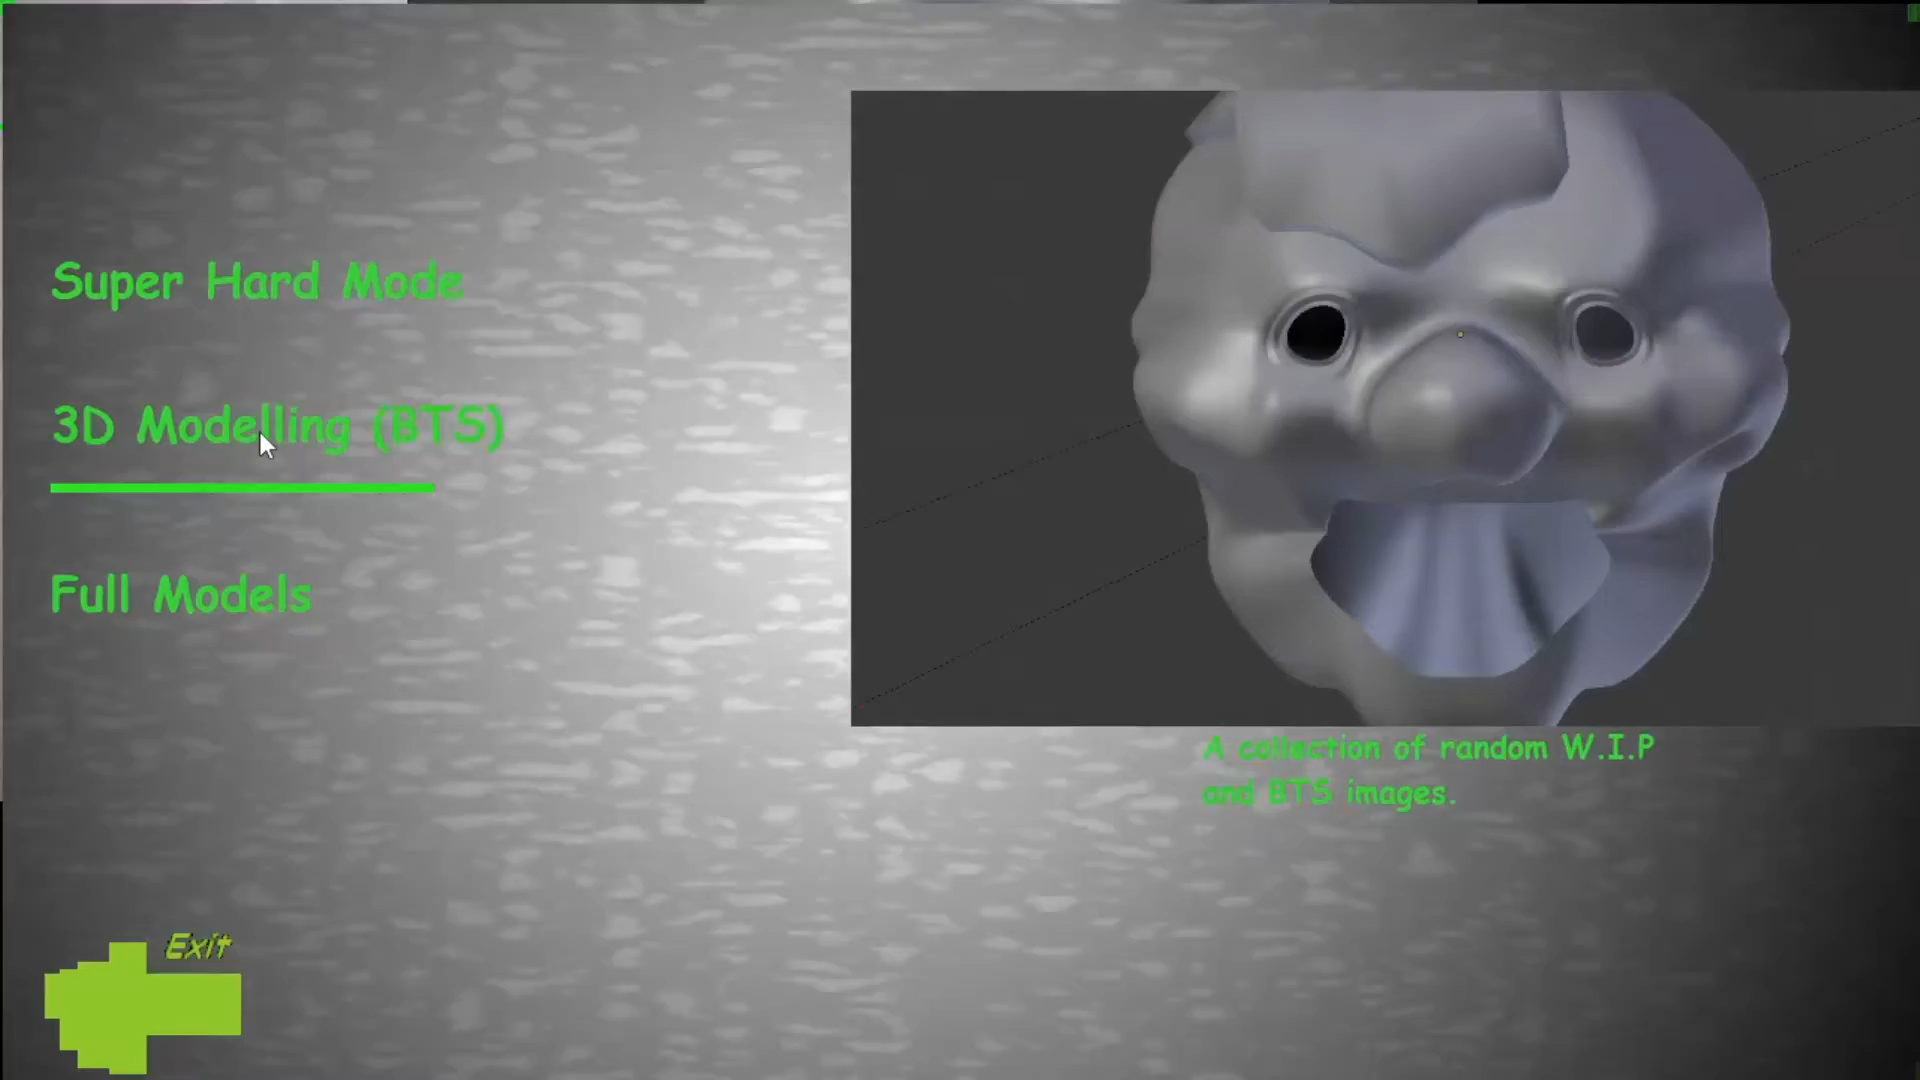 Super Hard Mode
3D Modelling (BTS)
Full Models
A collection of random W.I.P
and BTS images.
Exit